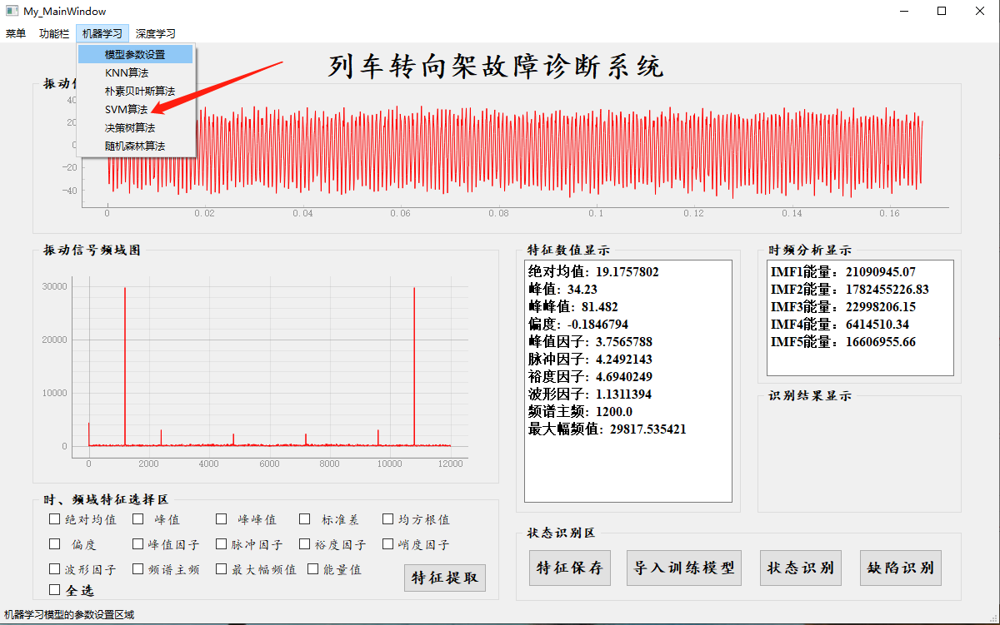 My_MainWindow
菜单 功能栏 机器学习 深度学习
模型参数设置
KNN算法
朴素贝叶斯算法
SVM算法
决策树算法
随机森林算法
列车转向架故障诊断系统
振动
40
20
0
-20
-40
0 0.02 0.04 0.06 0.08 0.1 0.12 0.14 0.16
振动信号频域图
30000
20000
10000
0
0 2000 4000 6000 8000 10000 12000
特征数值显示
绝对均值: 19.1757802
峰值: 34.23
峰峰值: 81.482
偏度: -0.1846794
峰值因子: 3.7565788
脉冲因子: 4.2492143
裕度因子: 4.6940249
波形因子: 1.1311394
频谱主频: 1200.0
最大幅频值: 29817.535421
时频分析显示
IMF1能量：21090945.07
IMF2能量：1782455226.83
IMF3能量：22998206.15
IMF4能量：6414510.34
IMF5能量：16606955.66
识别结果显示
时、频域特征选择区
绝对均值 峰值 峰峰值 标准差 均方根值
偏度 峰值因子 脉冲因子 裕度因子 峭度因子
波形因子 频谱主频 最大幅频值 能量值
全选
特征提取
状态识别区
特征保存 导入训练模型 状态识别 缺陷识别
机器学习模型的参数设置区域